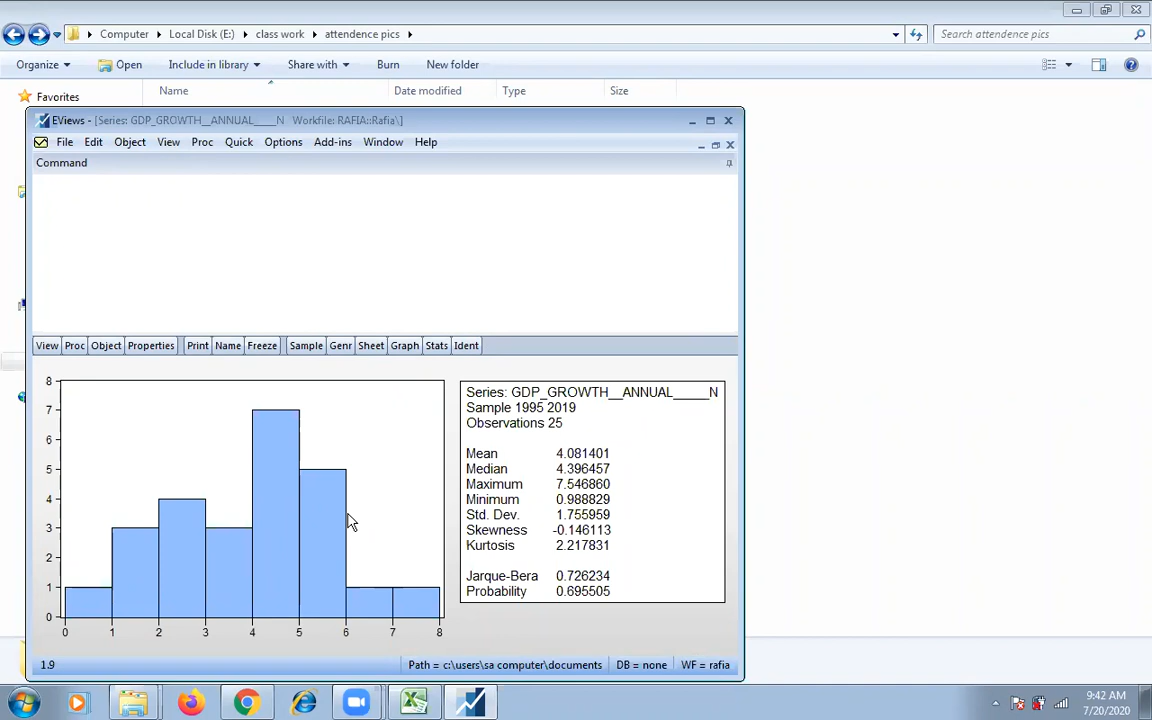 Computer
Local Disk (E:)
class work
attendence pics
Search attendence pics
Organize
Open
Include in library
Share with
Burn
New folder
Favorites
Name
Date modified
Type
Size
EViews - [Series: GDP_GROWTH__ANNUAL_____N   Workfile: RAFIA::Rafia\]
File Edit Object View Proc Quick Options Add-ins Window Help
Command
View Proc Object Properties Print Name Freeze Sample Genr Sheet Graph Stats Ident
8
7
6
5
4
3
2
1
0
0 1 2 3 4 5 6 7 8
Series: GDP_GROWTH__ANNUAL_____N
Sample 1995 2019
Observations 25
Mean 4.081401
Median 4.396457
Maximum 7.546860
Minimum 0.988829
Std. Dev. 1.755959
Skewness -0.146113
Kurtosis 2.217831
Jarque-Bera 0.726234
Probability 0.695505
1.9
Path = c:\users\sa computer\documents
DB = none
WF = rafia
9:42 AM
7/20/2020